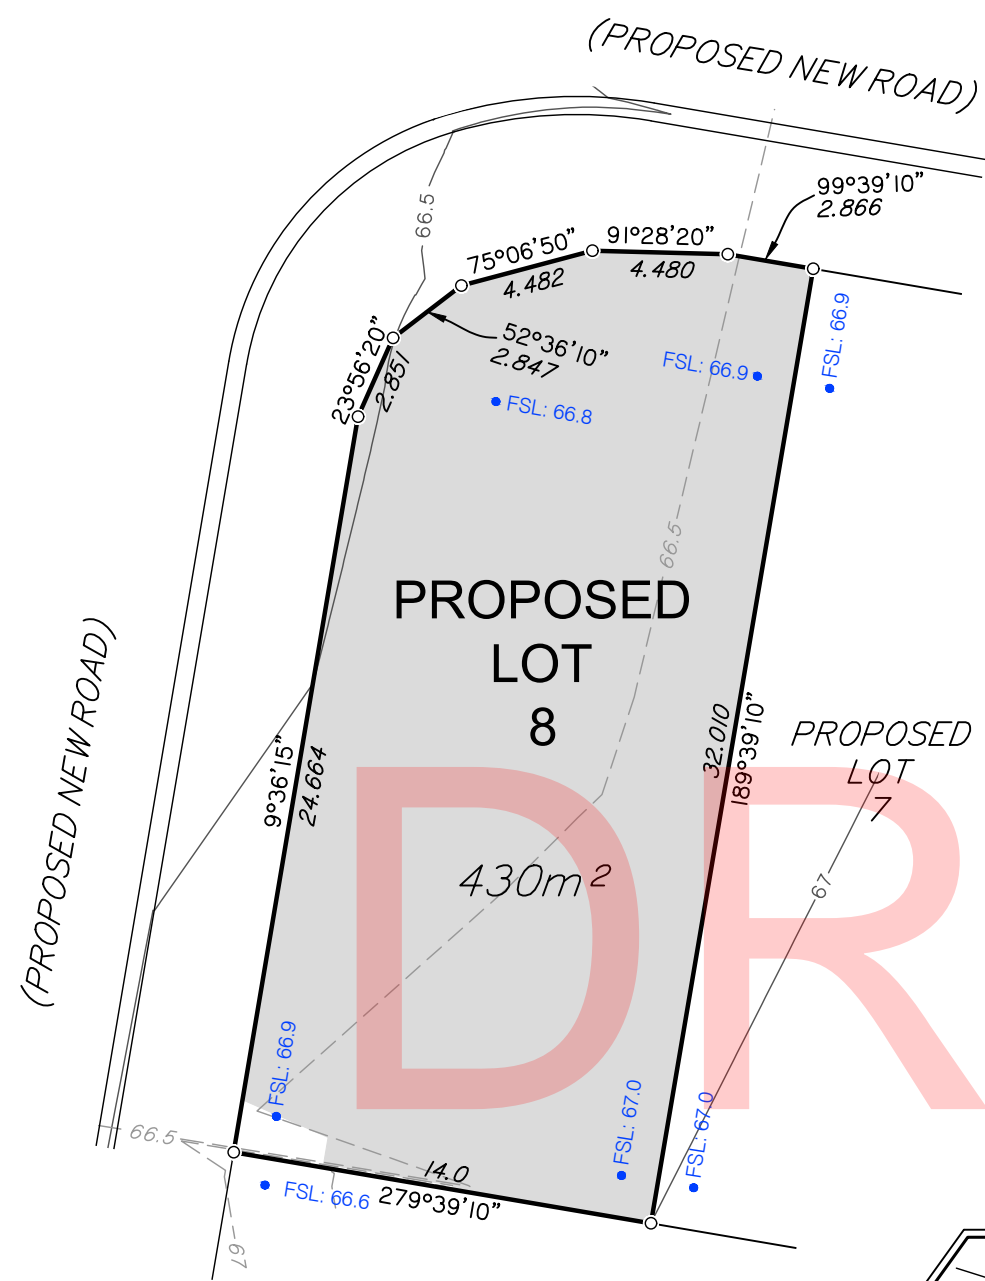 (PROPOSED NEW ROAD)
99°39'10"
2.866
91°28'20"
4.480
75°06'50"
4.482
66.5
52°36'10"
2.847
23°56'20"
2.851
FSL: 66.9
FSL: 66.9
FSL: 66.8
66.5
PROPOSED
LOT
8
(PROPOSED NEW ROAD)
9°36'15"
24.664
32.010
189°39'10"
PROPOSED
LOT
7
430m²
67
DR
FSL: 66.9
FSL: 67.0
FSL: 67.0
66.5
14.0
279°39'10"
FSL: 66.6
67